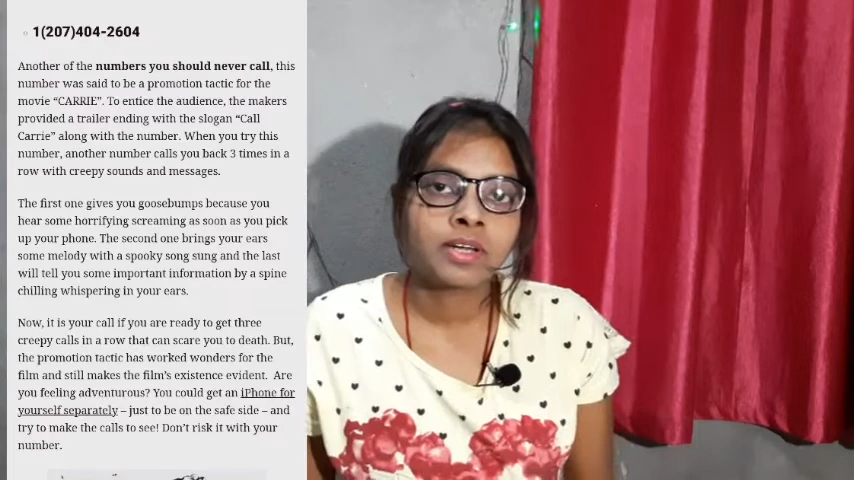 1(207)404-2604
Another of the numbers you should never call, this
number was said to be a promotion tactic for the
movie “CARRIE”. To entice the audience, the makers
provided a trailer ending with the slogan “Call
Carrie” along with the number. When you try this
number, another number calls you back 3 times in a
row with creepy sounds and messages.
The first one gives you goosebumps because you
hear some horrifying screaming as soon as you pick
up your phone. The second one brings your ears
some melody with a spooky song sung and the last
will tell you some important information by a spine
chilling whispering in your ears.
Now, it is your call if you are ready to get three
creepy calls in a row that can scare you to death. But,
the promotion tactic has worked wonders for the
film and still makes the film’s existence evident. Are
you feeling adventurous? You could get an iPhone for
yourself separately – just to be on the safe side – and
try to make the calls to see! Don’t risk it with your
number.